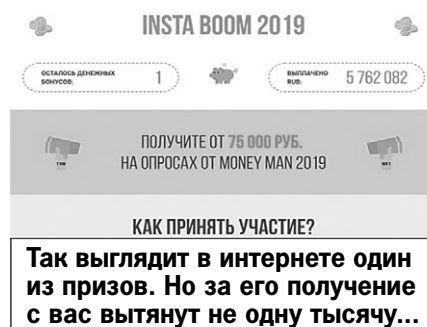 INSTA BOOM 2019
ОСТАЛОСЬ ДЕНЕЖНЫХ
БОНУСОВ:
1
ВЫПЛАЧЕНО
RUB:
5 762 082
ПОЛУЧИТЕ ОТ 75 000 РУБ.
НА ОПРОСАХ ОТ MONEY MAN 2019
КАК ПРИНЯТЬ УЧАСТИЕ?
Так выглядит в интернете один
из призов. Но за его получение
с вас вытянут не одну тысячу...